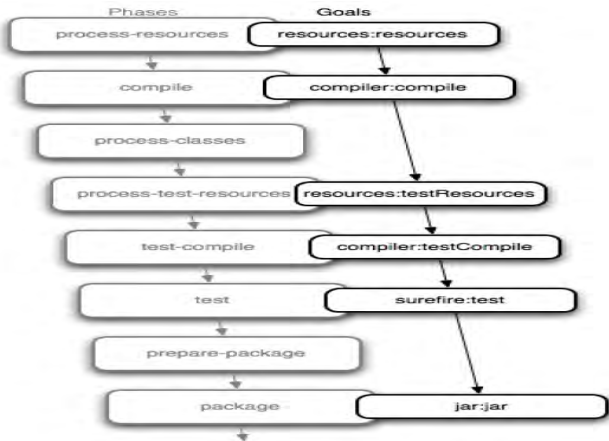 Phases Goals
process-resources resources:resources
compile compiler:compile
process-classes
process-test-resources resources:testResources
test-compile compiler:testCompile
test surefire:test
prepare-package
package jar:jar